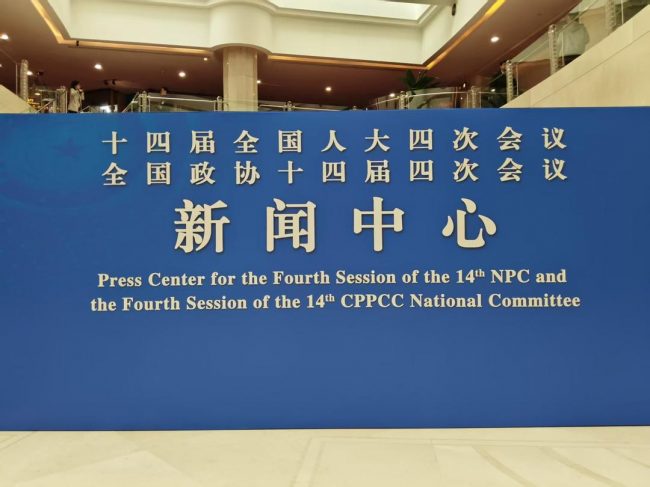 十四届全国人大四次会议
全国政协十四届四次会议
新闻中心
Press Center for the Fourth Session of the 14th NPC and
the Fourth Session of the 14th CPPCC National Committee